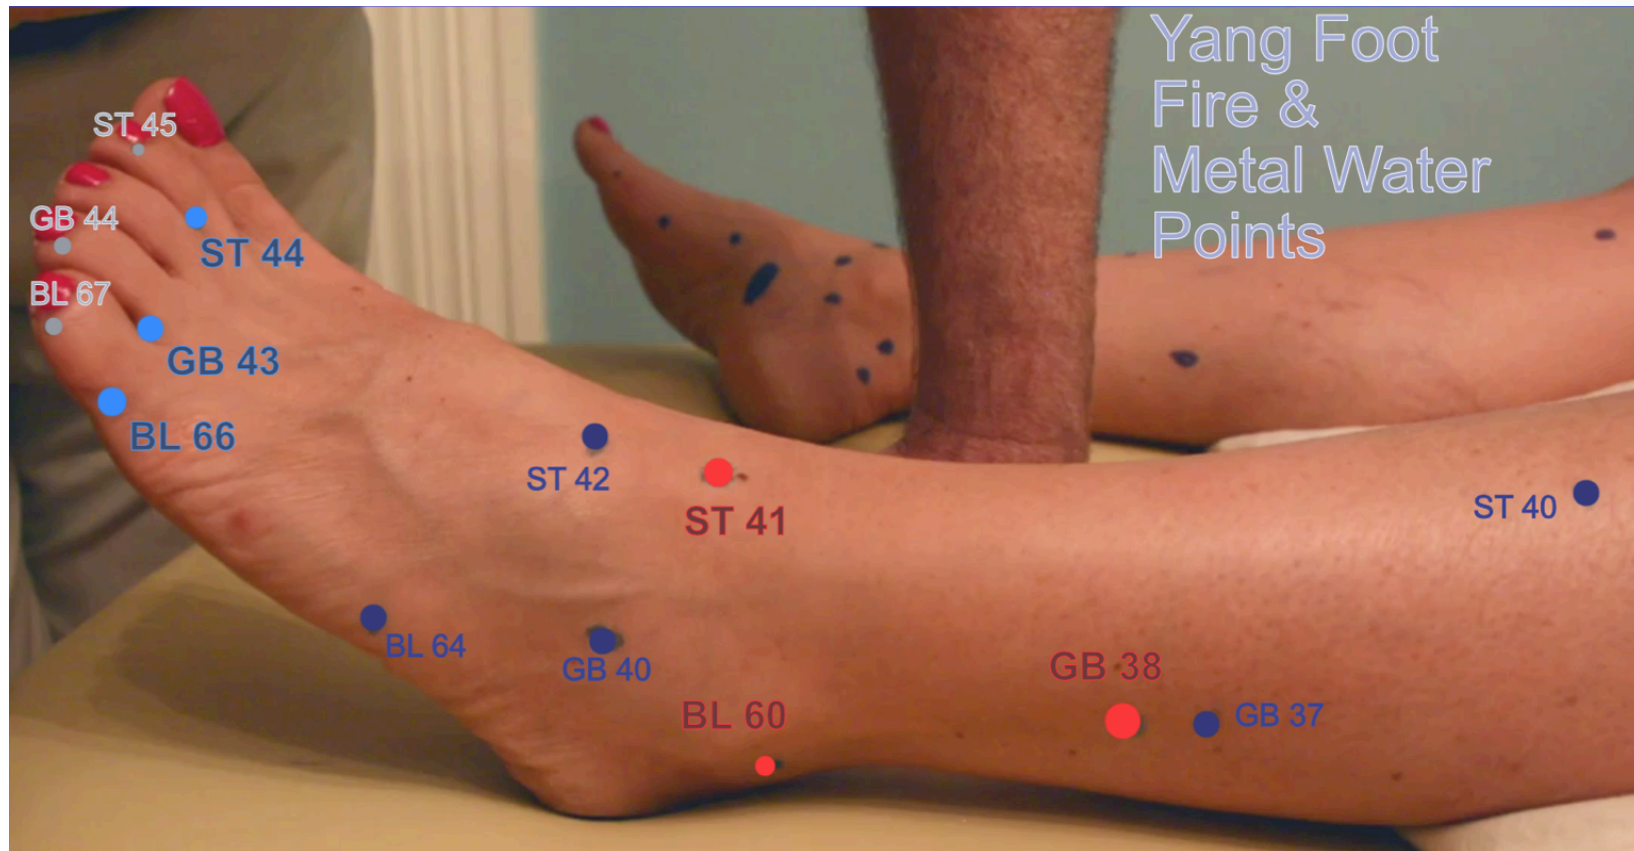 Yang Foot
Fire &
Metal Water
Points
ST 45
GB 44
ST 44
BL 67
GB 43
BL 66
ST 42
ST 41
ST 40
BL 64
GB 40
GB 38
BL 60
GB 37